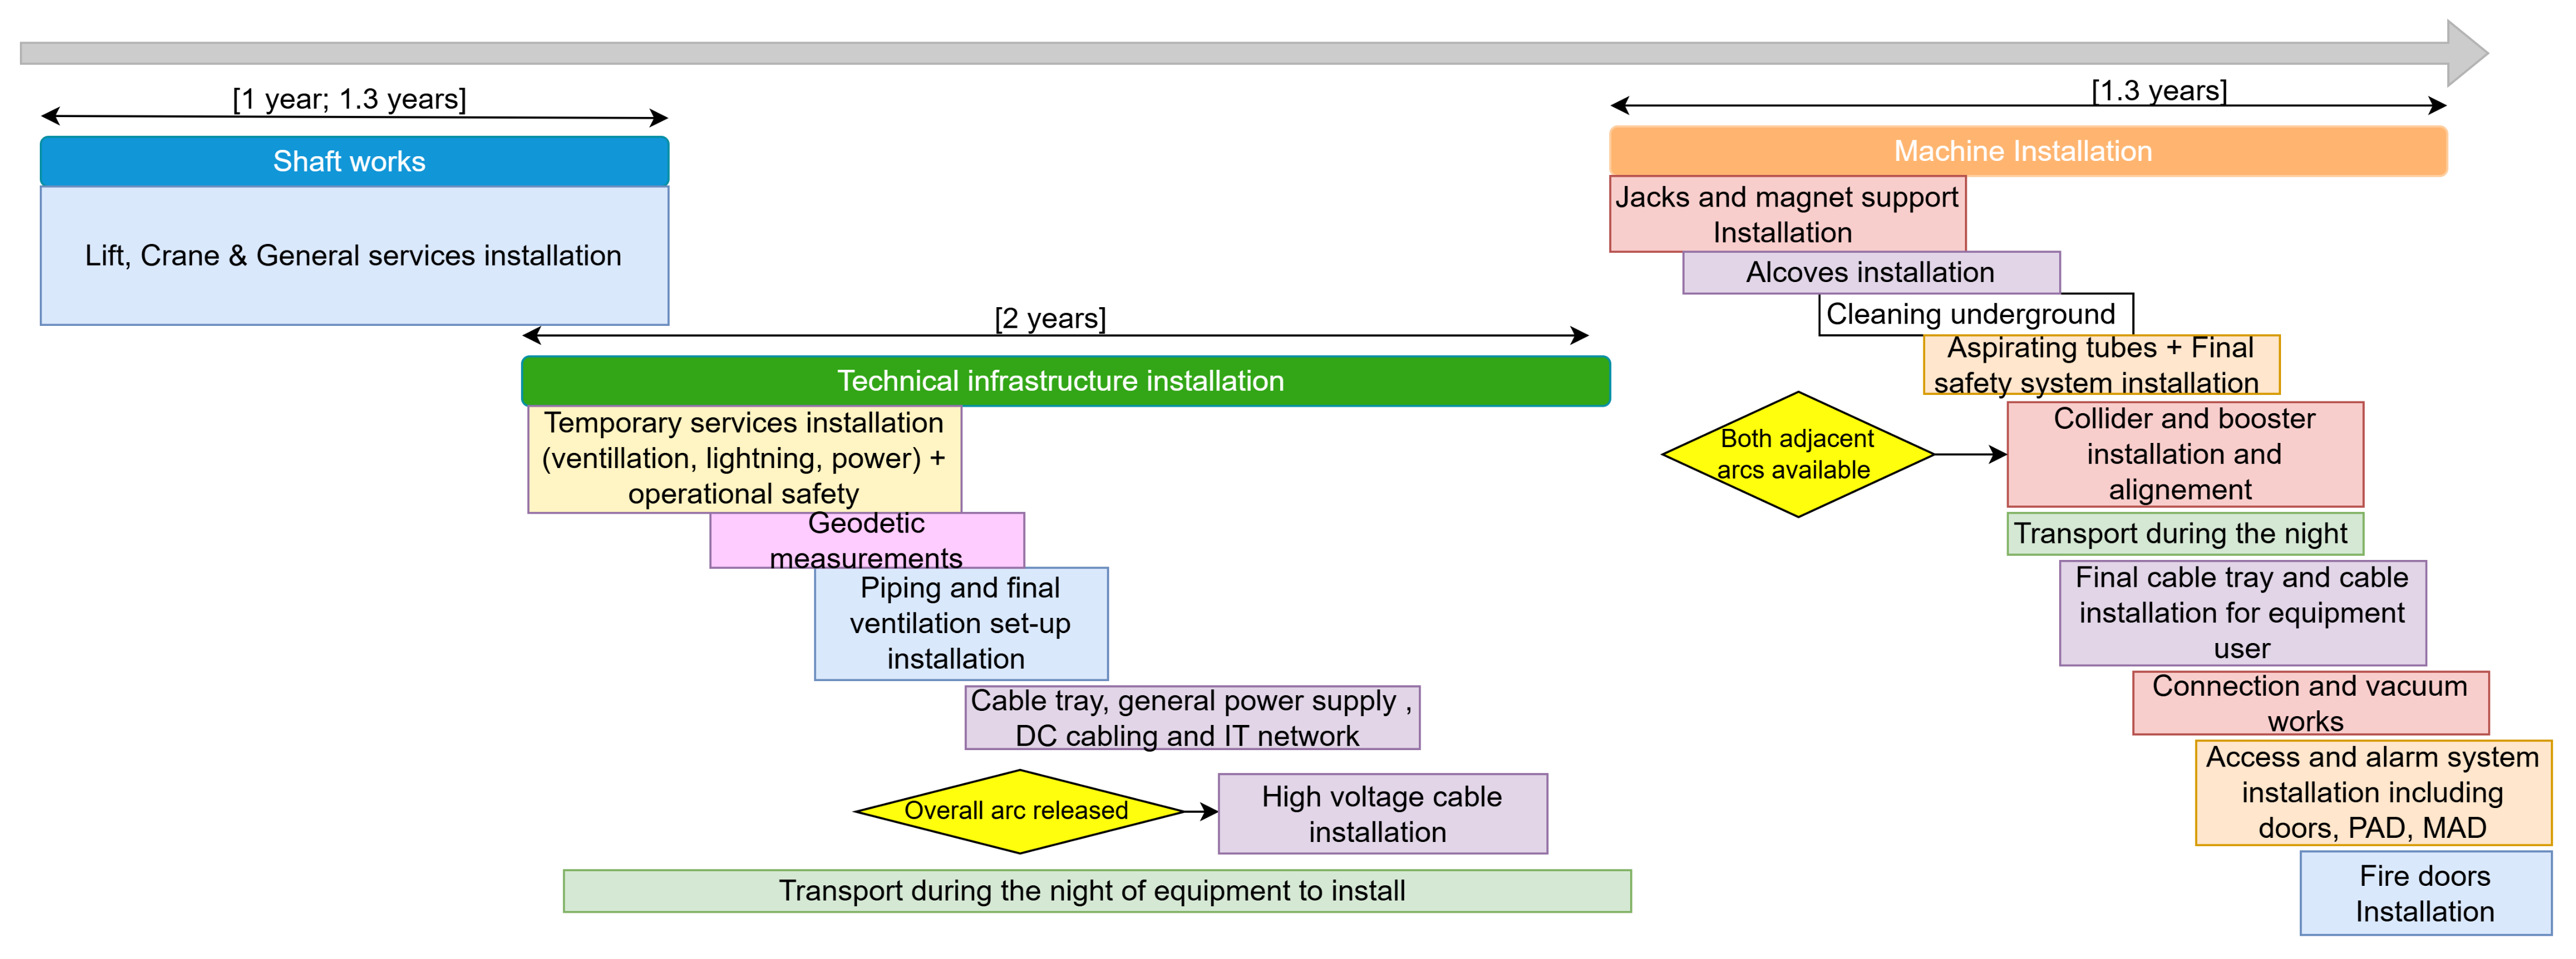 [1 year; 1.3 years]
Shaft works
Lift, Crane & General services installation
[2 years]
Technical infrastructure installation
Temporary services installation
(ventillation, lightning, power) +
operational safety
Geodetic
measurements
Piping and final
ventilation set-up
installation
Cable tray, general power supply ,
DC cabling and IT network
Overall arc released
High voltage cable
installation
Transport during the night of equipment to install
[1.3 years]
Machine Installation
Jacks and magnet support
Installation
Alcoves installation
Cleaning underground
Aspirating tubes + Final
safety system installation
Both adjacent
arcs available
Collider and booster
installation and
alignement
Transport during the night
Final cable tray and cable
installation for equipment
user
Connection and vacuum
works
Access and alarm system
installation including
doors, PAD, MAD
Fire doors
Installation